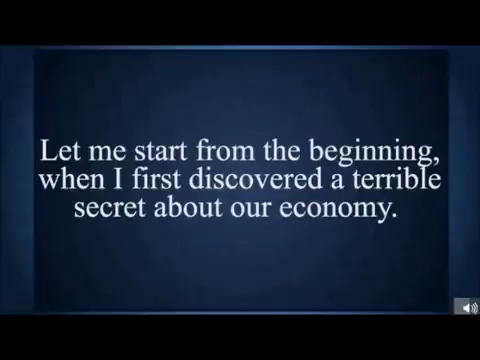 Let me start from the beginning,
when I first discovered a terrible
secret about our economy.